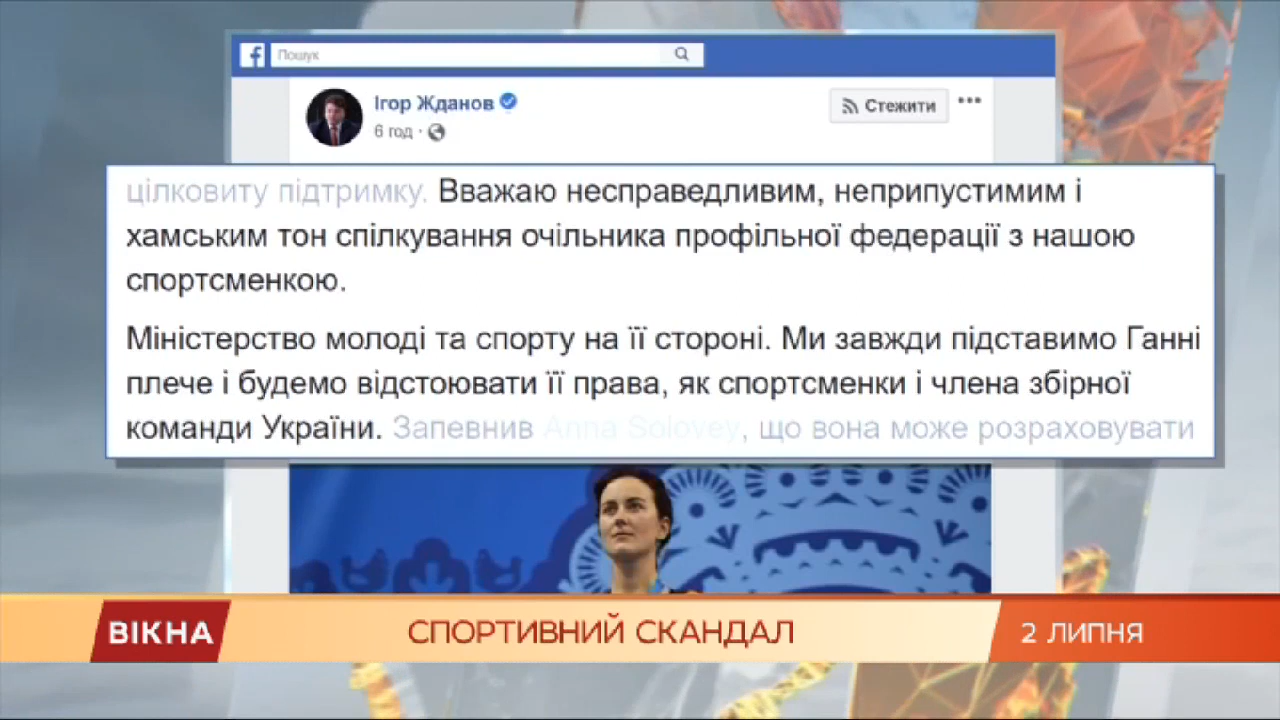 Пошук
Ігор Жданов
6 год ·
Стежити
цілковиту підтримку. Вважаю несправедливим, неприпустимим і
хамським тон спілкування очільника профільної федерації з нашою
спортсменкою.
Міністерство молоді та спорту на її стороні. Ми завжди підставимо Ганні
плече і будемо відстоювати її права, як спортсменки і члена збірної
команди України. Запевнив Anna Solovey, що вона може розраховувати
ВІКНА
СПОРТИВНИЙ СКАНДАЛ
2 ЛИПНЯ